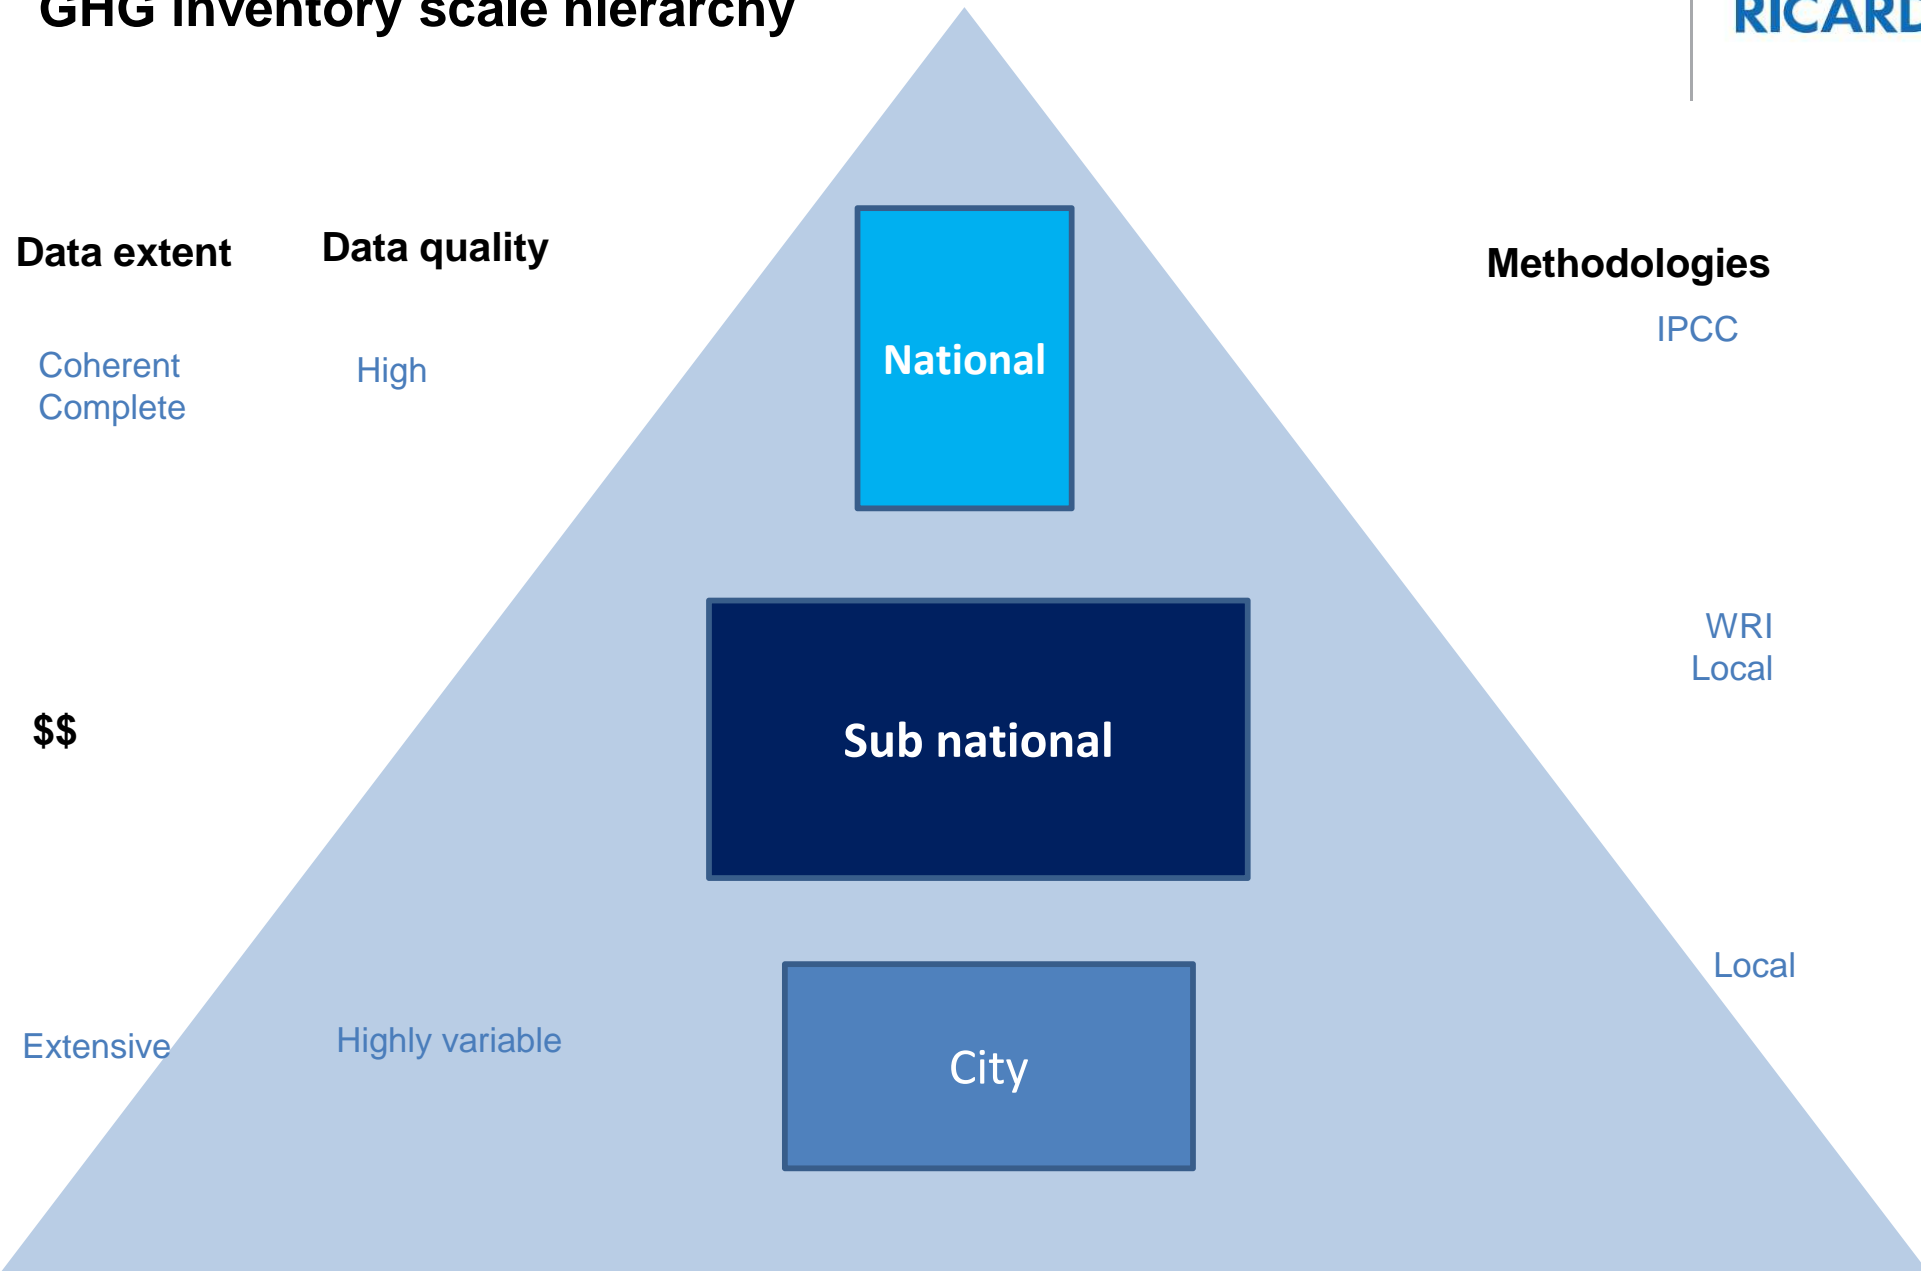 GHG inventory scale hierarchy
RICARD
Data extent
Data quality
Methodologies
Coherent
Complete
High
National
IPCC
WRI
Local
$$
Sub national
Extensive
Highly variable
City
Local